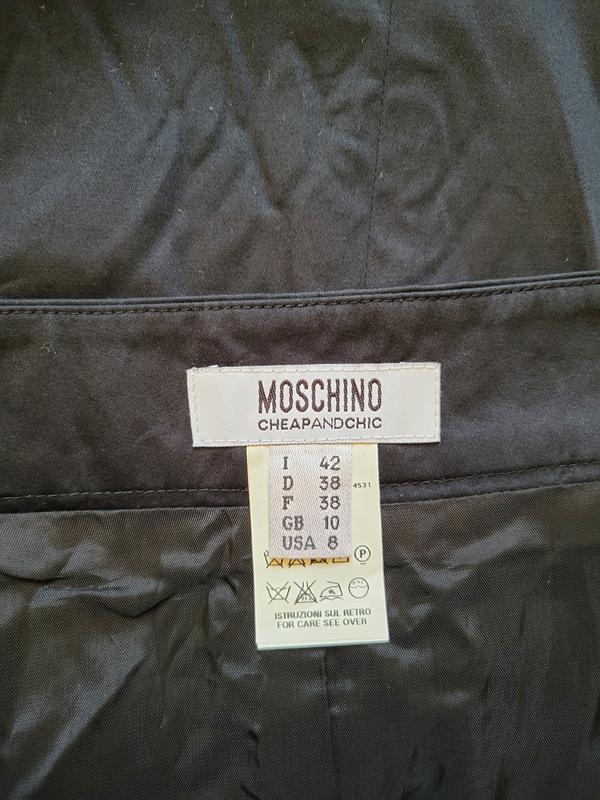 MOSCHINO
CHEAPANDCHIC
I 42
D 38
F 38
GB 10
USA 8
4531
P
ISTRUZIONI SUL RETRO
FOR CARE SEE OVER